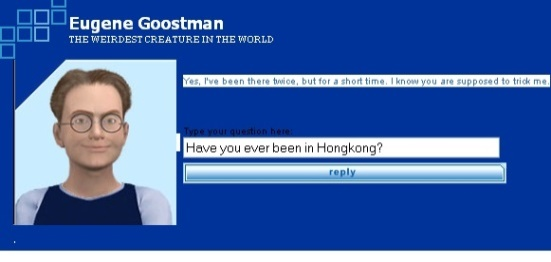 Eugene Goostman
THE WEIRDEST CREATURE IN THE WORLD
Yes, I've been there twice, but for a short time. I know you are supposed to trick me.
Type your question here:
Have you ever been in Hongkong?
reply